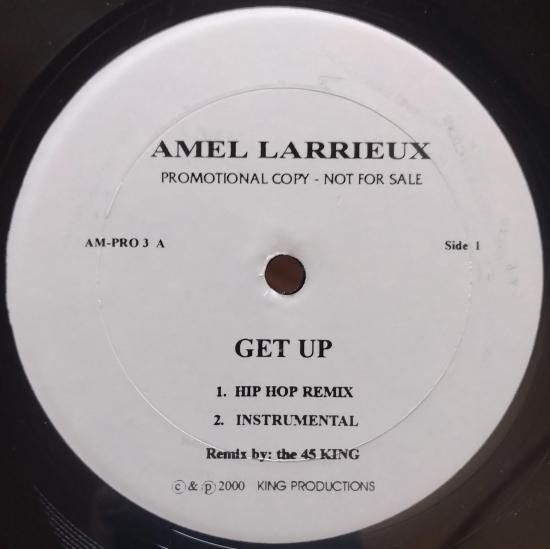 AMEL LARRIEUX
PROMOTIONAL COPY - NOT FOR SALE
AM-PRO 3 A
Side 1
GET UP
1. HIP HOP REMIX
2. INSTRUMENTAL
Remix by: the 45 KING
© & ℗ 2000 KING PRODUCTIONS